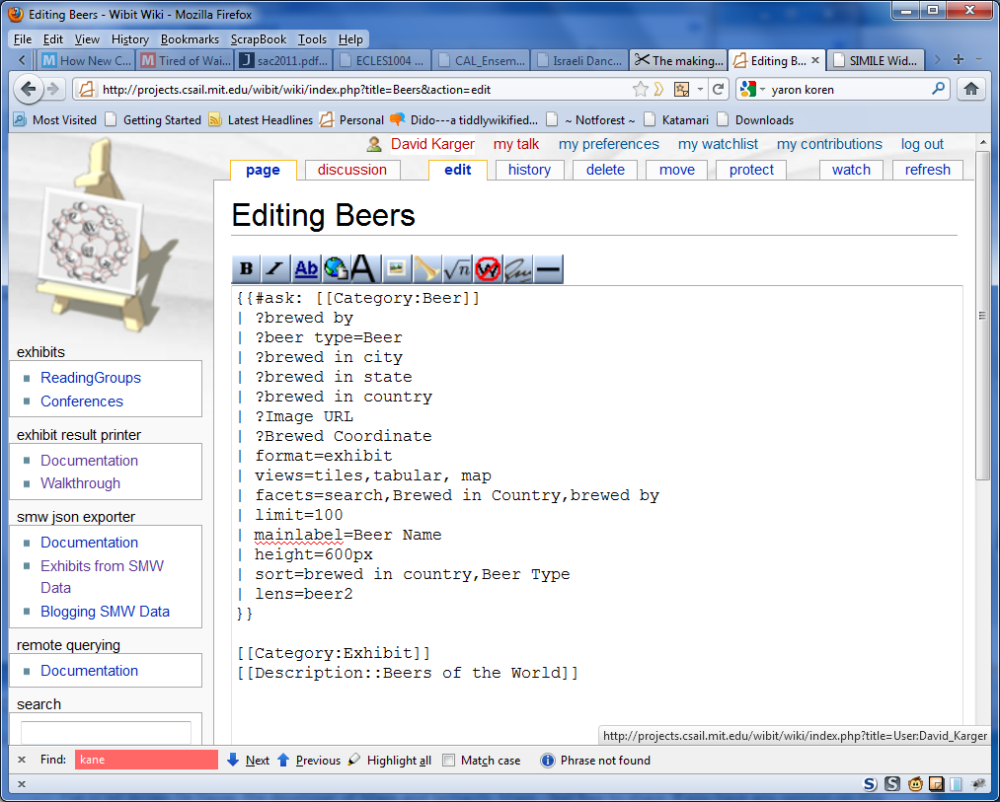 Editing Beers - Wibit Wiki - Mozilla Firefox
File Edit View History Bookmarks ScrapBook Tools Help
How New C... Tired of Wai... sac2011.pdf... ECLES1004 ... CAL_Ensem... Israeli Danc... The making... Editing B... SIMILE Wid...
http://projects.csail.mit.edu/wibit/wiki/index.php?title=Beers&action=edit yaron koren
Most Visited Getting Started Latest Headlines Personal Dido---a tiddlywikified... ~ Notforest ~ Katamari Downloads
David Karger my talk my preferences my watchlist my contributions log out
page discussion edit history delete move protect watch refresh
Editing Beers
B I Ab A √n W
{{#ask: [[Category:Beer]]
| ?brewed by
| ?beer type=Beer
| ?brewed in city
| ?brewed in state
| ?brewed in country
| ?Image URL
| ?Brewed Coordinate
| format=exhibit
| views=tiles,tabular, map
| facets=search,Brewed in Country,brewed by
| limit=100
| mainlabel=Beer Name
| height=600px
| sort=brewed in country,Beer Type
| lens=beer2
}}
[[Category:Exhibit]]
[[Description::Beers of the World]]
exhibits
ReadingGroups
Conferences
exhibit result printer
Documentation
Walkthrough
smw json exporter
Documentation
Exhibits from SMW
Data
Blogging SMW Data
remote querying
Documentation
search
http://projects.csail.mit.edu/wibit/wiki/index.php?title=User:David_Karger
x Find: kane Next Previous Highlight all Match case Phrase not found
x S S